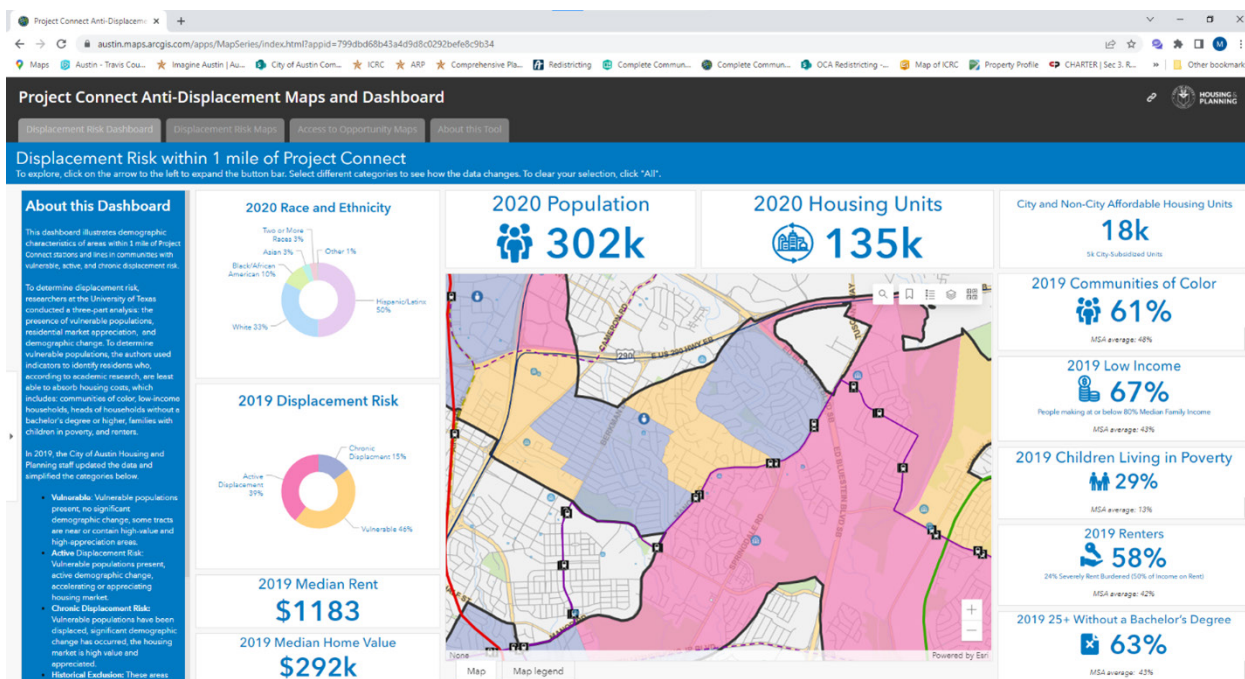 Project Connect Anti-Displaceme
austin.maps.arcgis.com/apps/MapSeries/index.html?appid=799dbd68b43a4d9d8c0292befe8c9b34
Maps
Austin - Travis Cou...
Imagine Austin | Au...
City of Austin Com...
ICRC
ARP
Comprehensive Pla...
Redistricting
Complete Commun...
Complete Commun...
OCA Redistricting -...
Map of ICRC
Property Profile
CHARTER | Sec 3. R...
Other bookmark
Project Connect Anti-Displacement Maps and Dashboard
HOUSING &
PLANNING
Displacement Risk Dashboard
Displacement Risk Maps
Access to Opportunity Maps
About this Tool
Displacement Risk within 1 mile of Project Connect
To explore, click on the arrow to the left to expand the button bar. Select different categories to see how the data changes. To clear your selection, click "All".
About this Dashboard
This dashboard illustrates demographic
characteristics of areas within 1 mile of Project
Connect stations and lines in communities with
vulnerable, active, and chronic displacement risk.
To determine displacement risk,
researchers at the University of Texas
conducted a three-part analysis: the
presence of vulnerable populations,
residential market appreciation, and
demographic change. To determine
vulnerable populations, the authors used
indicators to identify residents who,
according to academic research, are least
able to absorb housing costs, which
includes: communities of color, low-income
households, heads of households without a
bachelor's degree or higher, families with
children in poverty, and renters.
In 2019, the City of Austin Housing and
Planning staff updated the data and
simplified the categories below.
Vulnerable: Vulnerable populations
present, no significant
demographic change, some tracts
are near or contain high-value and
high-appreciation areas.
Active Displacement Risk:
Vulnerable populations present,
active demographic change,
accelerating or appreciating
housing market.
Chronic Displacement Risk:
Vulnerable populations have been
displaced, significant demographic
change has occurred, the housing
market is high value and
appreciated.
Historical Exclusion: These areas
2020 Race and Ethnicity
Two or More
Races 3%
Asian 3%
Other 1%
Black/African
American 10%
Hispanic/Latinx
50%
White 33%
2019 Displacement Risk
Chronic
Displacment 15%
Active
Displacement
39%
Vulnerable 46%
2019 Median Rent
$1183
2019 Median Home Value
$292k
2020 Population
302k
2020 Housing Units
135k
CAMERON RD
290
E US 290 HWY EB
TUSC
BERKMAN
ED BLUESTEIN BLVD SB
SPRINGDALE RD
MANOR
None
Powered by Esri
Map
Map legend
City and Non-City Affordable Housing Units
18k
5k City-Subsidized Units
2019 Communities of Color
61%
MSA average: 48%
2019 Low Income
67%
People making at or below 80% Median Family Income
MSA average: 43%
2019 Children Living in Poverty
29%
MSA average: 13%
2019 Renters
58%
24% Severely Rent Burdened (50% of Income on Rent)
MSA average: 42%
2019 25+ Without a Bachelor's Degree
63%
MSA average: 43%